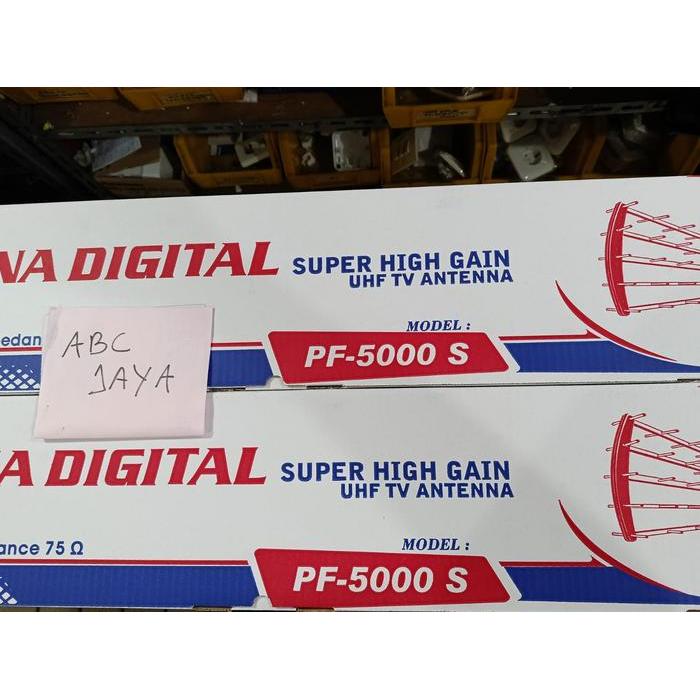 NA DIGITAL
SUPER HIGH GAIN
UHF TV ANTENNA
edan
ABC
JAYA
MODEL :
PF-5000 S
A DIGITAL
SUPER HIGH GAIN
UHF TV ANTENNA
ance 75 Ω
MODEL :
PF-5000 S